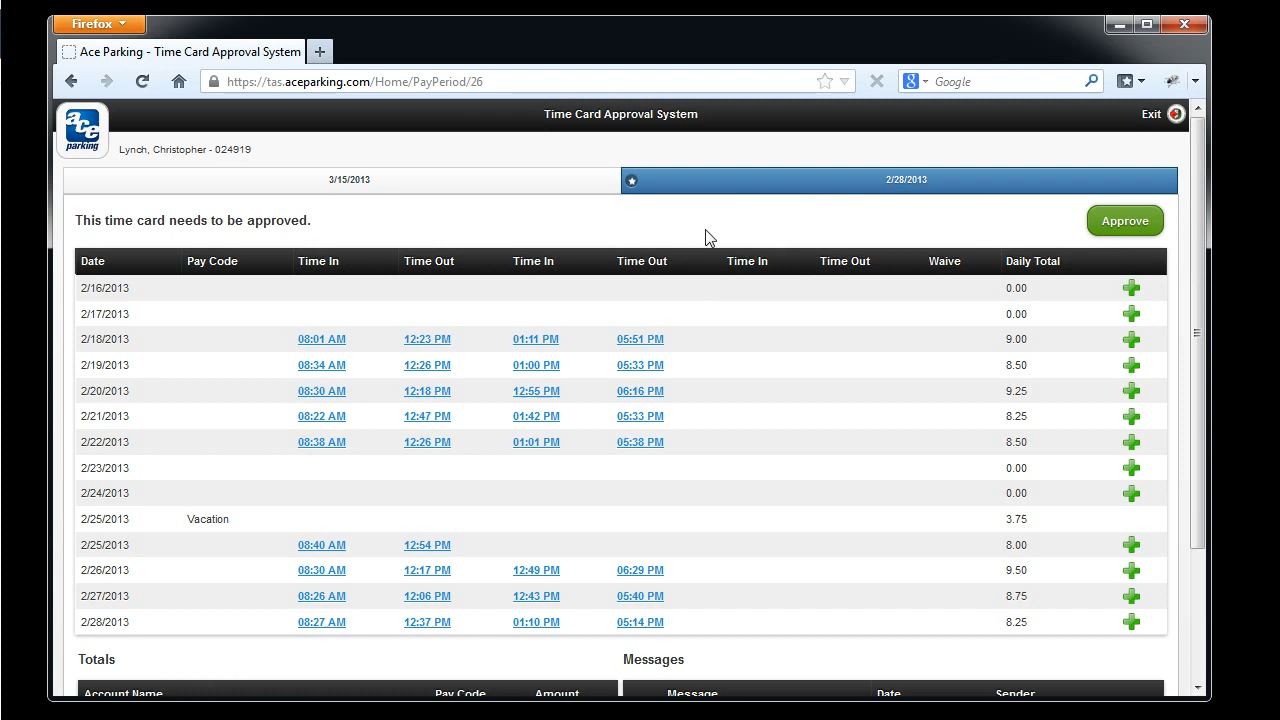 Firefox
Ace Parking - Time Card Approval System
https://tas.aceparking.com/Home/PayPeriod/26
Google
ace parking
Time Card Approval System
Exit
Lynch, Christopher - 024919
3/15/2013 2/28/2013
This time card needs to be approved. Approve
Date Pay Code Time In Time Out Time In Time Out Time In Time Out Waive Daily Total
2/16/2013 0.00
2/17/2013 0.00
2/18/2013 08:01 AM 12:23 PM 01:11 PM 05:51 PM 9.00
2/19/2013 08:34 AM 12:26 PM 01:00 PM 05:33 PM 8.50
2/20/2013 08:30 AM 12:18 PM 12:55 PM 06:16 PM 9.25
2/21/2013 08:22 AM 12:47 PM 01:42 PM 05:33 PM 8.25
2/22/2013 08:38 AM 12:26 PM 01:01 PM 05:38 PM 8.50
2/23/2013 0.00
2/24/2013 0.00
2/25/2013 Vacation 3.75
2/25/2013 08:40 AM 12:54 PM 8.00
2/26/2013 08:30 AM 12:17 PM 12:49 PM 06:29 PM 9.50
2/27/2013 08:26 AM 12:06 PM 12:43 PM 05:40 PM 8.75
2/28/2013 08:27 AM 12:37 PM 01:10 PM 05:14 PM 8.25
Totals Messages
Account Name Pay Code Amount Message Date Sender